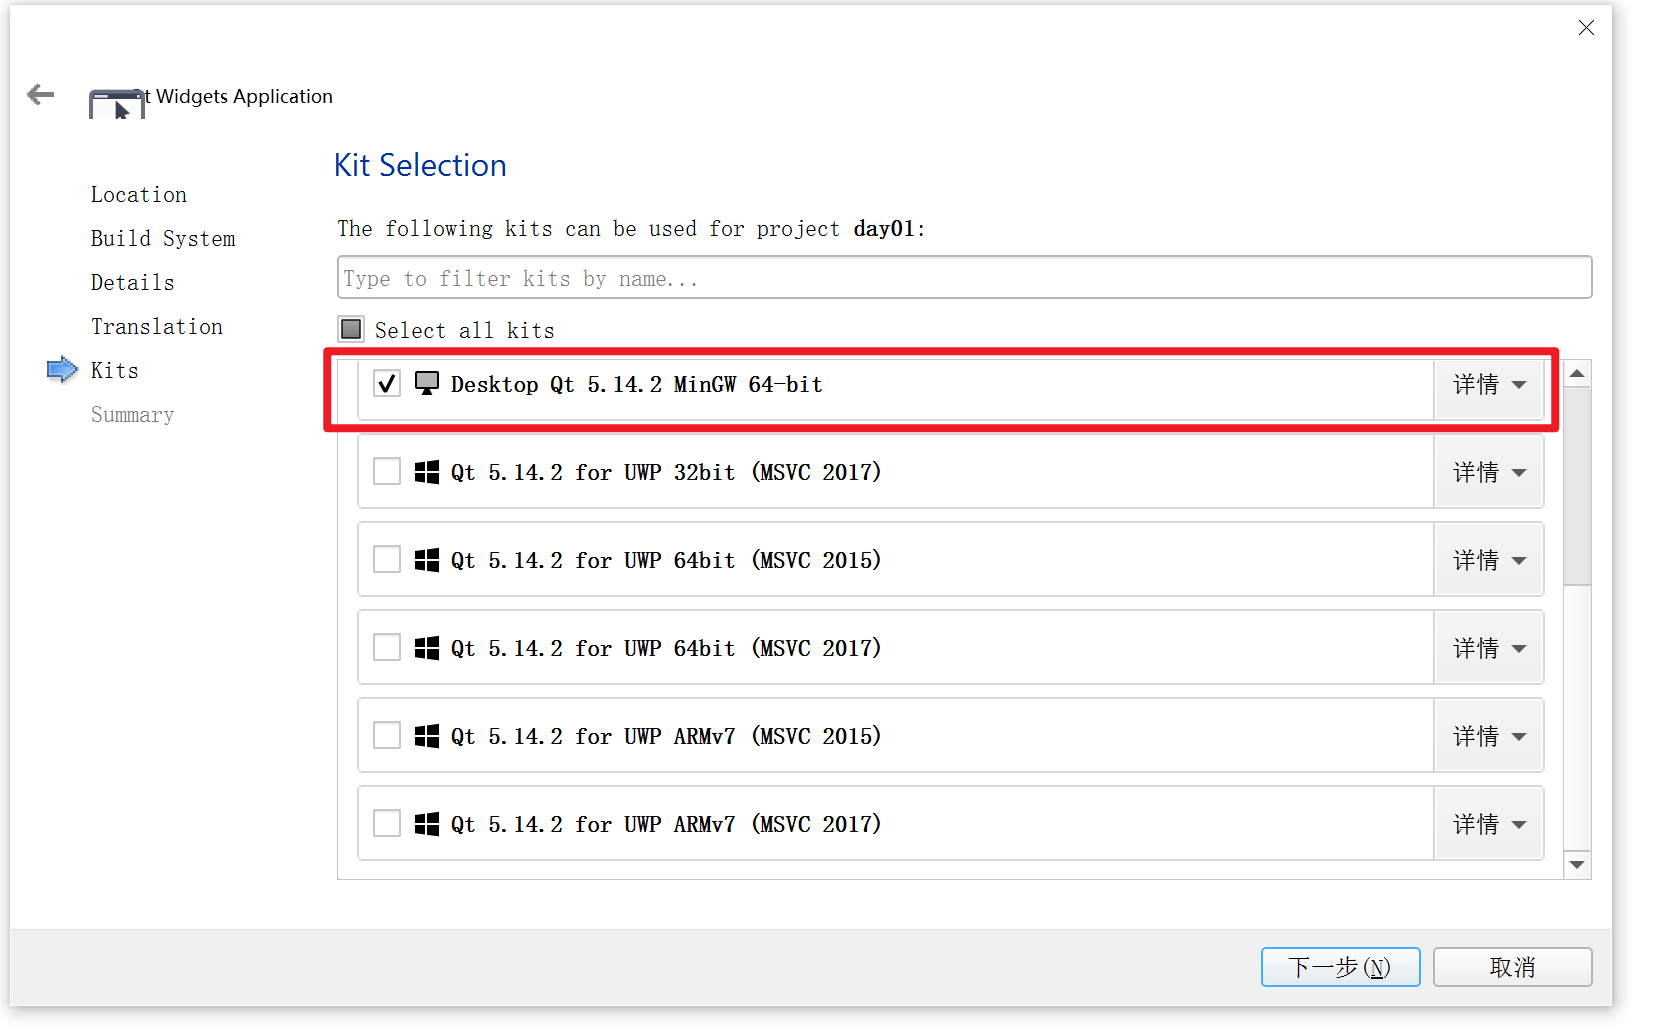 t Widgets Application
Kit Selection
Location
Build System
Details
Translation
Kits
Summary
The following kits can be used for project day01:
Type to filter kits by name...
Select all kits
Desktop Qt 5.14.2 MinGW 64-bit 详情
Qt 5.14.2 for UWP 32bit (MSVC 2017) 详情
Qt 5.14.2 for UWP 64bit (MSVC 2015) 详情
Qt 5.14.2 for UWP 64bit (MSVC 2017) 详情
Qt 5.14.2 for UWP ARMv7 (MSVC 2015) 详情
Qt 5.14.2 for UWP ARMv7 (MSVC 2017) 详情
下一步(N) 取消